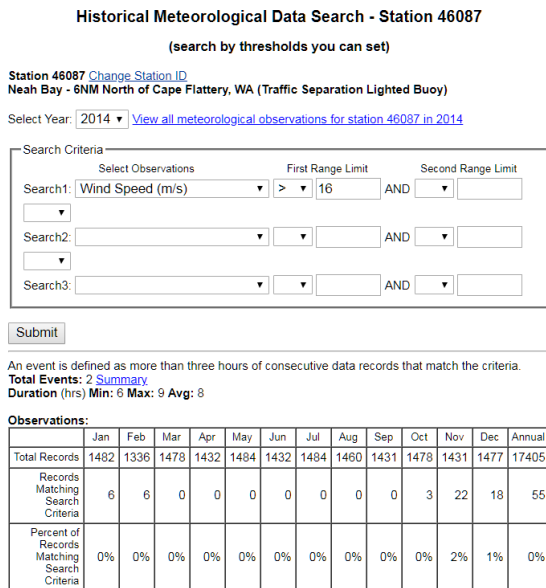 Historical Meteorological Data Search - Station 46087
(search by thresholds you can set)
Station 46087 Change Station ID
Neah Bay - 6NM North of Cape Flattery, WA (Traffic Separation Lighted Buoy)
Select Year: 2014 View all meteorological observations for station 46087 in 2014
Search Criteria
Select Observations First Range Limit Second Range Limit
Search1: Wind Speed (m/s) > 16 AND
Search2: AND
Search3: AND
Submit
An event is defined as more than three hours of consecutive data records that match the criteria.
Total Events: 2 Summary
Duration (hrs) Min: 6 Max: 9 Avg: 8
Observations:
Jan Feb Mar Apr May Jun Jul Aug Sep Oct Nov Dec Annual
Total Records 1482 1336 1478 1432 1484 1432 1484 1460 1431 1478 1431 1477 17405
Records
Matching
Search
Criteria
6 6 0 0 0 0 0 0 0 3 22 18 55
Percent of
Records
Matching
Search
Criteria
0% 0% 0% 0% 0% 0% 0% 0% 0% 0% 2% 1% 0%